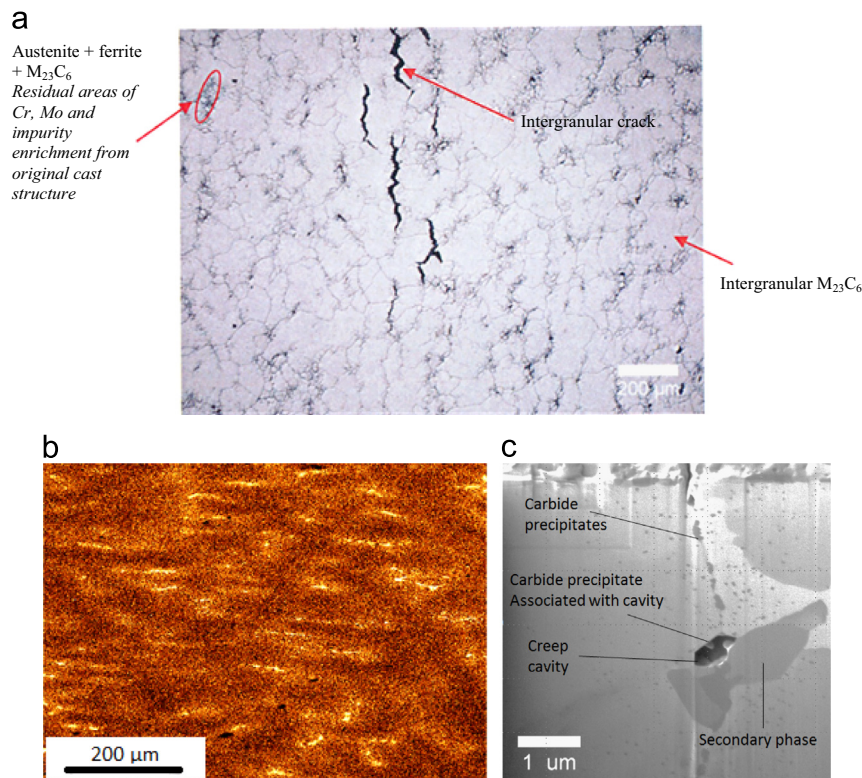 a
Austenite + ferrite
+ M₂₃C₆
Residual areas of
Cr, Mo and
impurity
enrichment from
original cast
structure
Intergranular crack
Intergranular M₂₃C₆
200 µm
b
200 µm
c
Carbide
precipitates
Carbide precipitate
Associated with cavity
Creep
cavity
Secondary phase
1 um